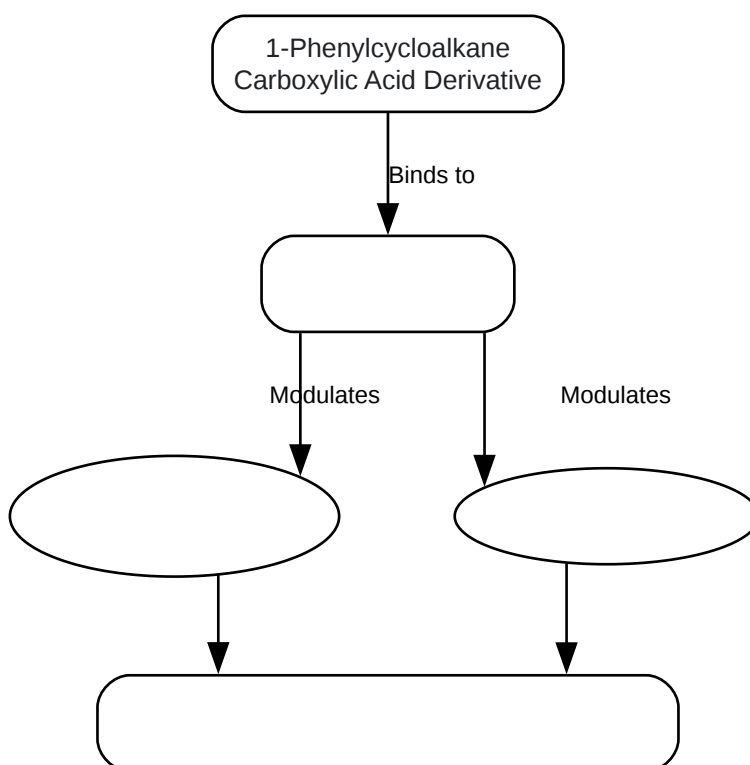 1-Phenylcycloalkane
Carboxylic Acid Derivative
Binds to
Modulates
Modulates